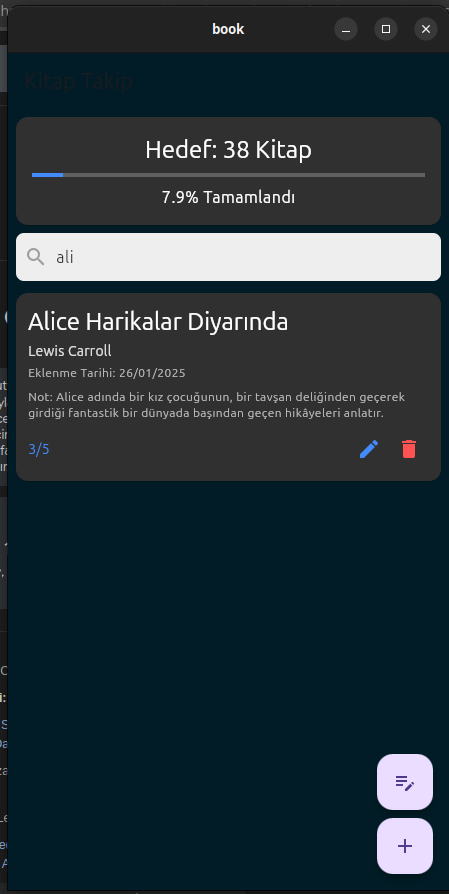 book
Kitap Takip
Hedef: 38 Kitap
7.9% Tamamlandı
ali
Alice Harikalar Diyarında
Lewis Carroll
Eklenme Tarihi: 26/01/2025
Not: Alice adında bir kız çocuğunun, bir tavşan deliğinden geçerek
girdiği fantastik bir dünyada başından geçen hikâyeleri anlatır.
3/5